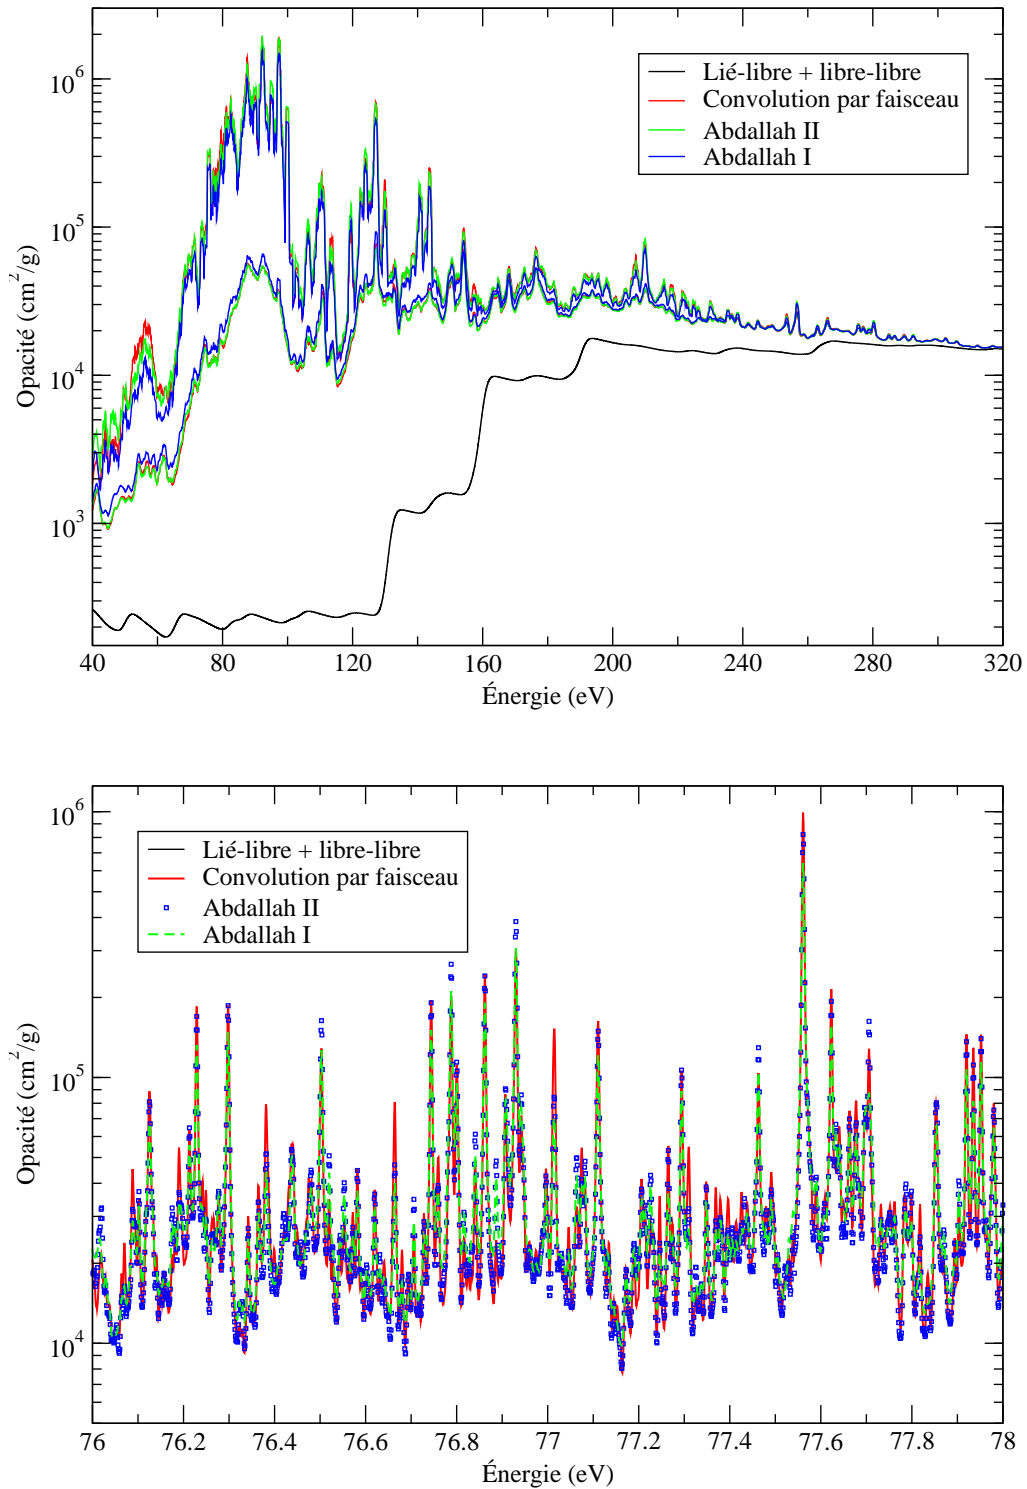 10^6
10^5
10^4
10^3
Opacité (cm^2/g)
Lié-libre + libre-libre
Convolution par faisceau
Abdallah II
Abdallah I
40 80 120 160 200 240 280 320
Énergie (eV)
10^6
10^5
10^4
Opacité (cm^2/g)
Lié-libre + libre-libre
Convolution par faisceau
Abdallah II
Abdallah I
76 76.2 76.4 76.6 76.8 77 77.2 77.4 77.6 77.8 78
Énergie (eV)